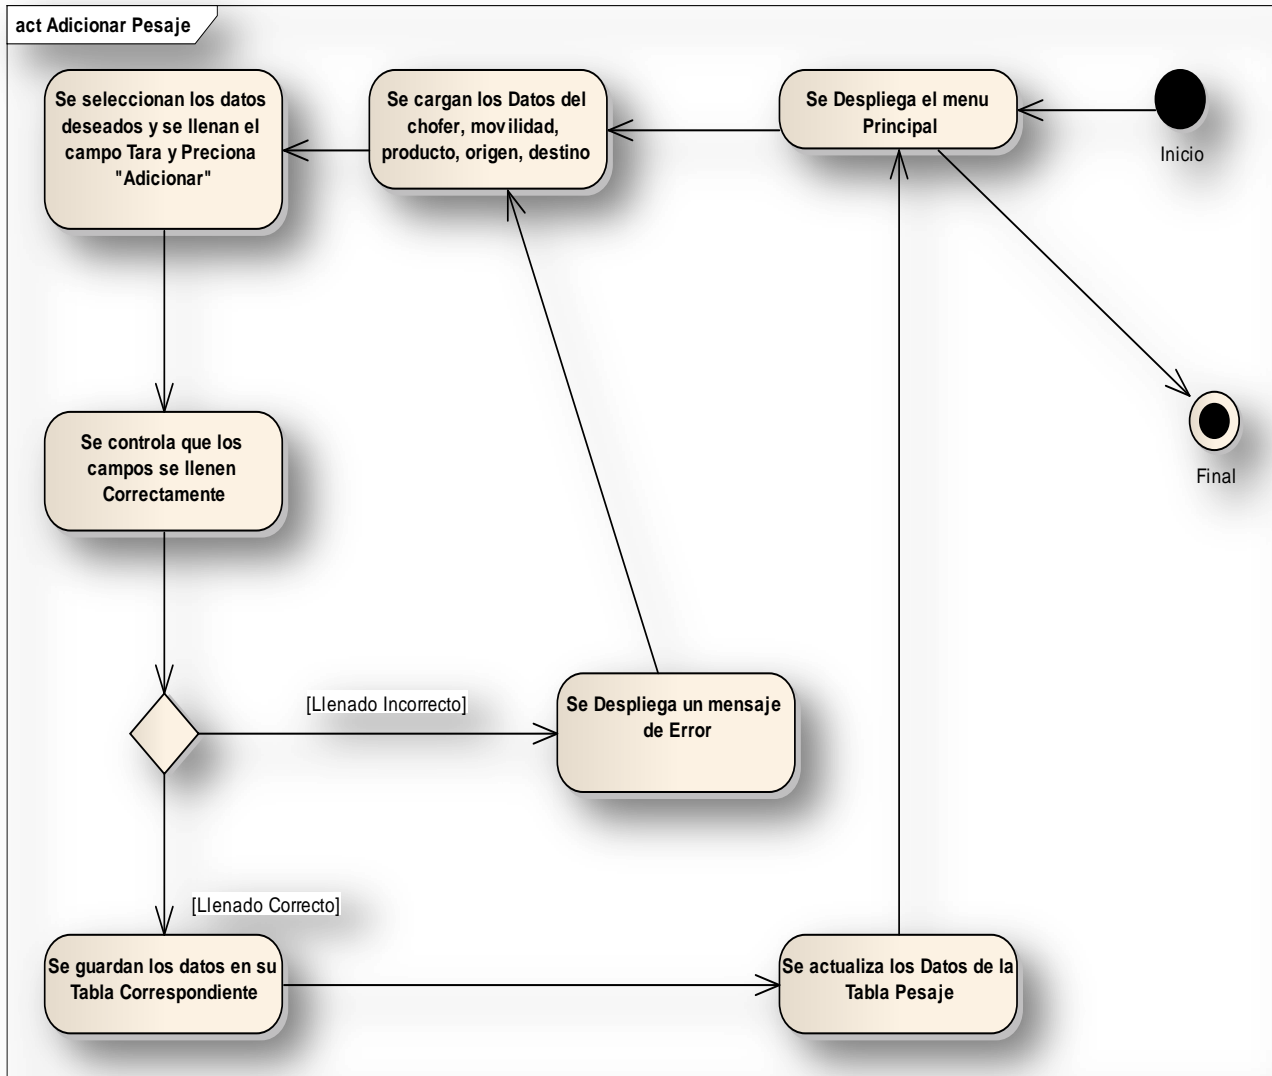 act Adicionar Pesaje
Se seleccionan los datos
deseados y se llenan el
campo Tara y Preciona
"Adicionar"
Se cargan los Datos del
chofer, movilidad,
producto, origen, destino
Se Despliega el menu
Principal
Inicio
Final
Se controla que los
campos se llenen
Correctamente
[Llenado Incorrecto]
Se Despliega un mensaje
de Error
[Llenado Correcto]
Se guardan los datos en su
Tabla Correspondiente
Se actualiza los Datos de la
Tabla Pesaje